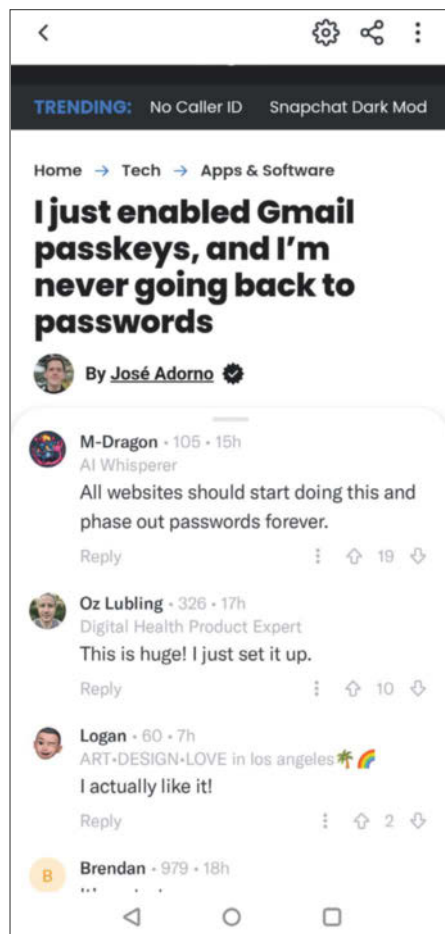 TRENDING: No Caller ID Snapchat Dark Mod
Home → Tech → Apps & Software
I just enabled Gmail
passkeys, and I’m
never going back to
passwords
By José Adorno
M-Dragon • 105 • 15h
AI Whisperer
All websites should start doing this and
phase out passwords forever.
Reply 19
Oz Lubling • 326 • 17h
Digital Health Product Expert
This is huge! I just set it up.
Reply 10
Logan • 60 • 7h
ART•DESIGN•LOVE in los angeles🌴🌈
I actually like it!
Reply 2
B
Brendan • 979 • 18h